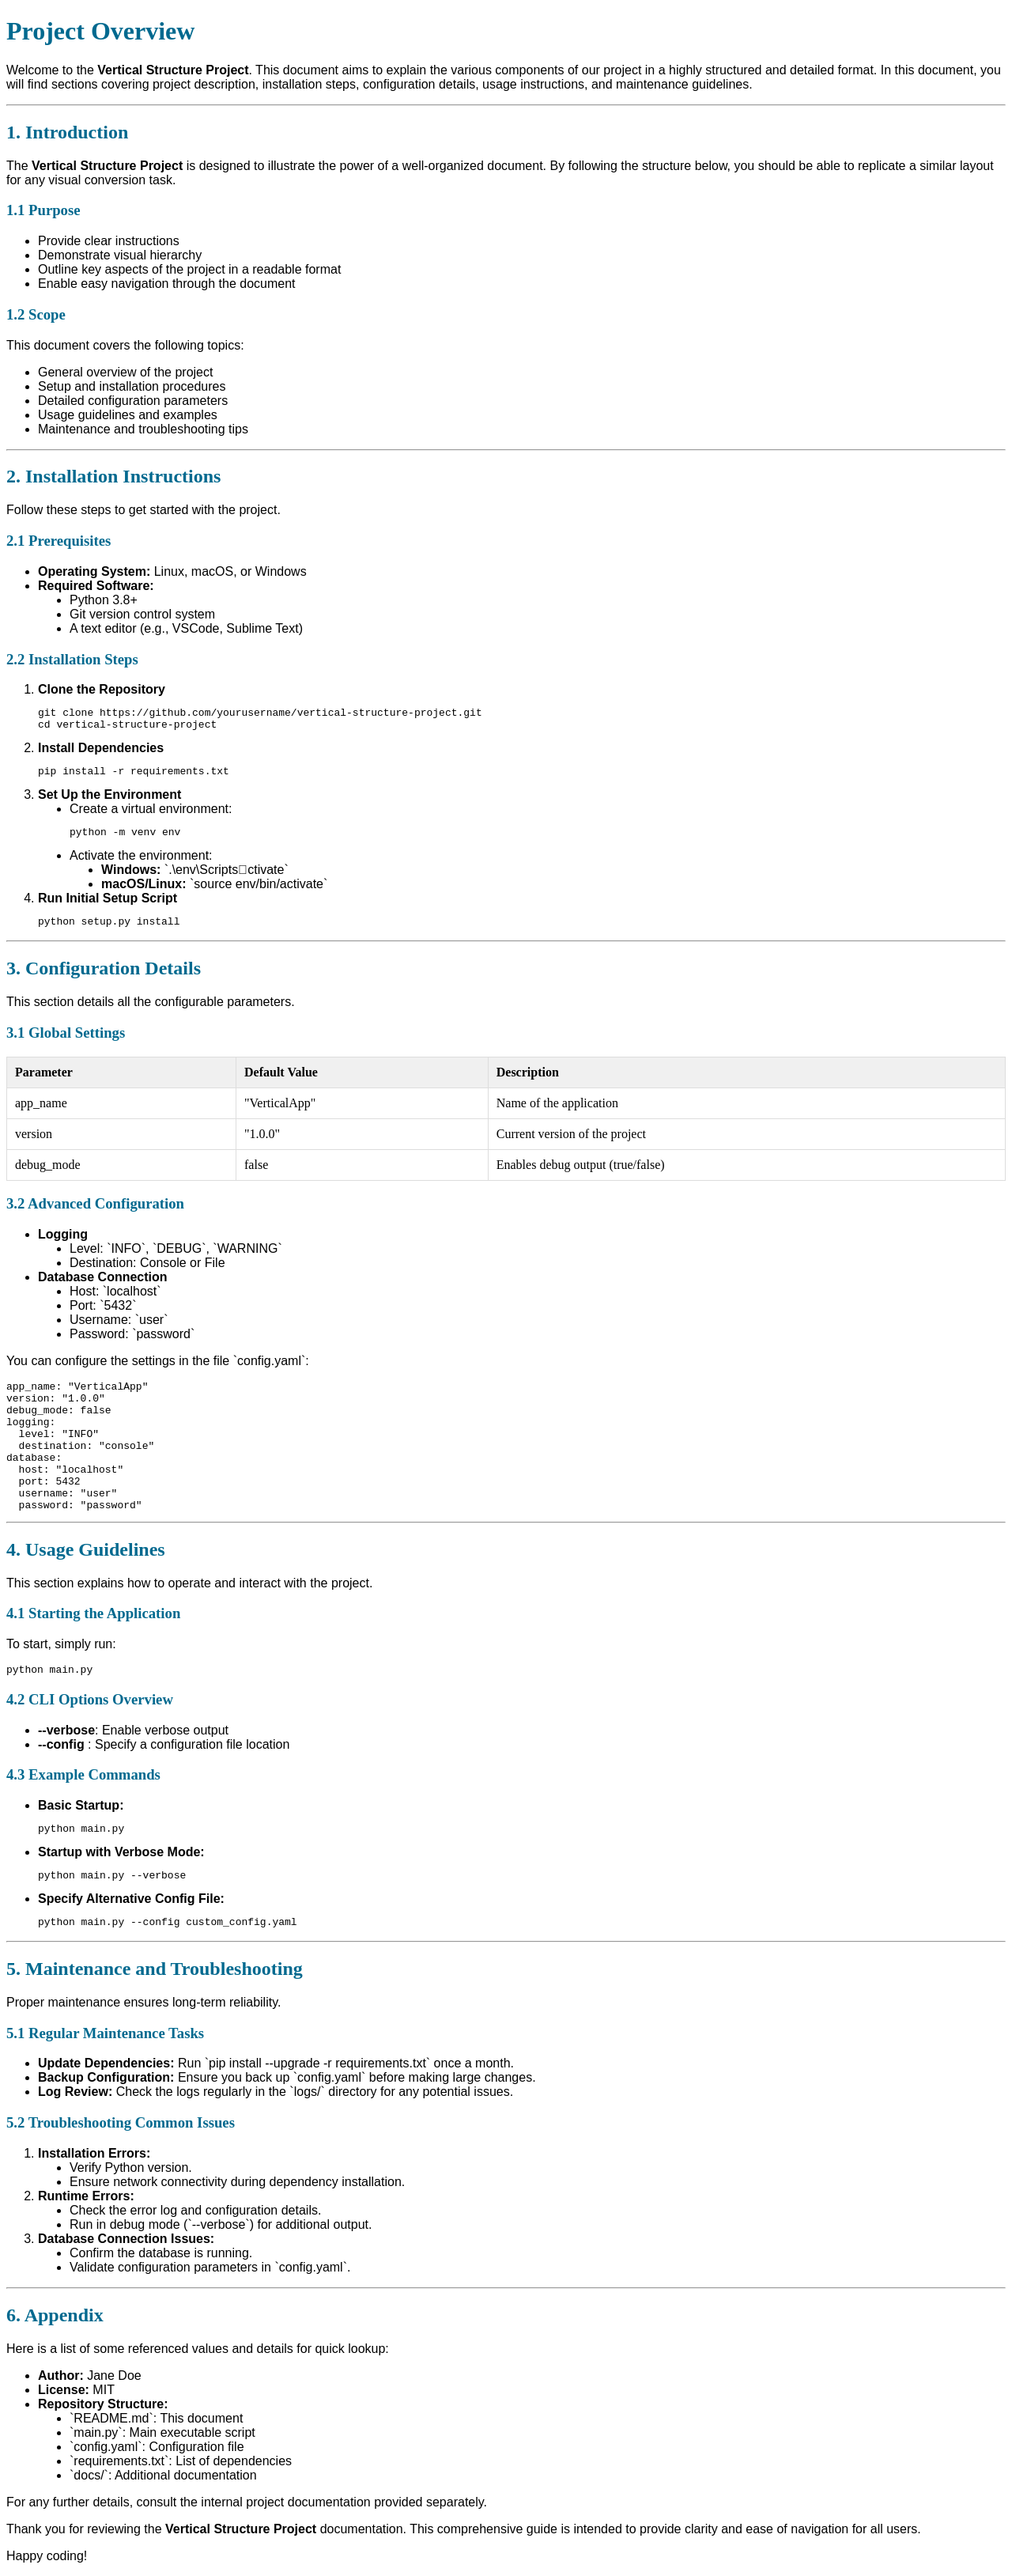 Project Overview
Welcome to the Vertical Structure Project. This document aims to explain the various components of our project in a highly structured and detailed format. In this document, you
will find sections covering project description, installation steps, configuration details, usage instructions, and maintenance guidelines.
1. Introduction
The Vertical Structure Project is designed to illustrate the power of a well-organized document. By following the structure below, you should be able to replicate a similar layout
for any visual conversion task.
1.1 Purpose
• Provide clear instructions
• Demonstrate visual hierarchy
• Outline key aspects of the project in a readable format
• Enable easy navigation through the document
1.2 Scope
This document covers the following topics:
• General overview of the project
• Setup and installation procedures
• Detailed configuration parameters
• Usage guidelines and examples
• Maintenance and troubleshooting tips
2. Installation Instructions
Follow these steps to get started with the project.
2.1 Prerequisites
• Operating System: Linux, macOS, or Windows
• Required Software:
• Python 3.8+
• Git version control system
• A text editor (e.g., VSCode, Sublime Text)
2.2 Installation Steps
1. Clone the Repository
git clone https://github.com/yourusername/vertical-structure-project.git
cd vertical-structure-project
2. Install Dependencies
pip install -r requirements.txt
3. Set Up the Environment
• Create a virtual environment:
python -m venv env
• Activate the environment:
• Windows: `.\env\Scripts□ctivate`
• macOS/Linux: `source env/bin/activate`
4. Run Initial Setup Script
python setup.py install
3. Configuration Details
This section details all the configurable parameters.
3.1 Global Settings
Parameter Default Value Description
app_name "VerticalApp" Name of the application
version "1.0.0" Current version of the project
debug_mode false Enables debug output (true/false)
3.2 Advanced Configuration
• Logging
• Level: `INFO`, `DEBUG`, `WARNING`
• Destination: Console or File
• Database Connection
• Host: `localhost`
• Port: `5432`
• Username: `user`
• Password: `password`
You can configure the settings in the file `config.yaml`:
app_name: "VerticalApp"
version: "1.0.0"
debug_mode: false
logging:
  level: "INFO"
  destination: "console"
database:
  host: "localhost"
  port: 5432
  username: "user"
  password: "password"
4. Usage Guidelines
This section explains how to operate and interact with the project.
4.1 Starting the Application
To start, simply run:
python main.py
4.2 CLI Options Overview
• --verbose: Enable verbose output
• --config : Specify a configuration file location
4.3 Example Commands
• Basic Startup:
python main.py
• Startup with Verbose Mode:
python main.py --verbose
• Specify Alternative Config File:
python main.py --config custom_config.yaml
5. Maintenance and Troubleshooting
Proper maintenance ensures long-term reliability.
5.1 Regular Maintenance Tasks
• Update Dependencies: Run `pip install --upgrade -r requirements.txt` once a month.
• Backup Configuration: Ensure you back up `config.yaml` before making large changes.
• Log Review: Check the logs regularly in the `logs/` directory for any potential issues.
5.2 Troubleshooting Common Issues
1. Installation Errors:
• Verify Python version.
• Ensure network connectivity during dependency installation.
2. Runtime Errors:
• Check the error log and configuration details.
• Run in debug mode (`--verbose`) for additional output.
3. Database Connection Issues:
• Confirm the database is running.
• Validate configuration parameters in `config.yaml`.
6. Appendix
Here is a list of some referenced values and details for quick lookup:
• Author: Jane Doe
• License: MIT
• Repository Structure:
• `README.md`: This document
• `main.py`: Main executable script
• `config.yaml`: Configuration file
• `requirements.txt`: List of dependencies
• `docs/`: Additional documentation
For any further details, consult the internal project documentation provided separately.
Thank you for reviewing the Vertical Structure Project documentation. This comprehensive guide is intended to provide clarity and ease of navigation for all users.
Happy coding!